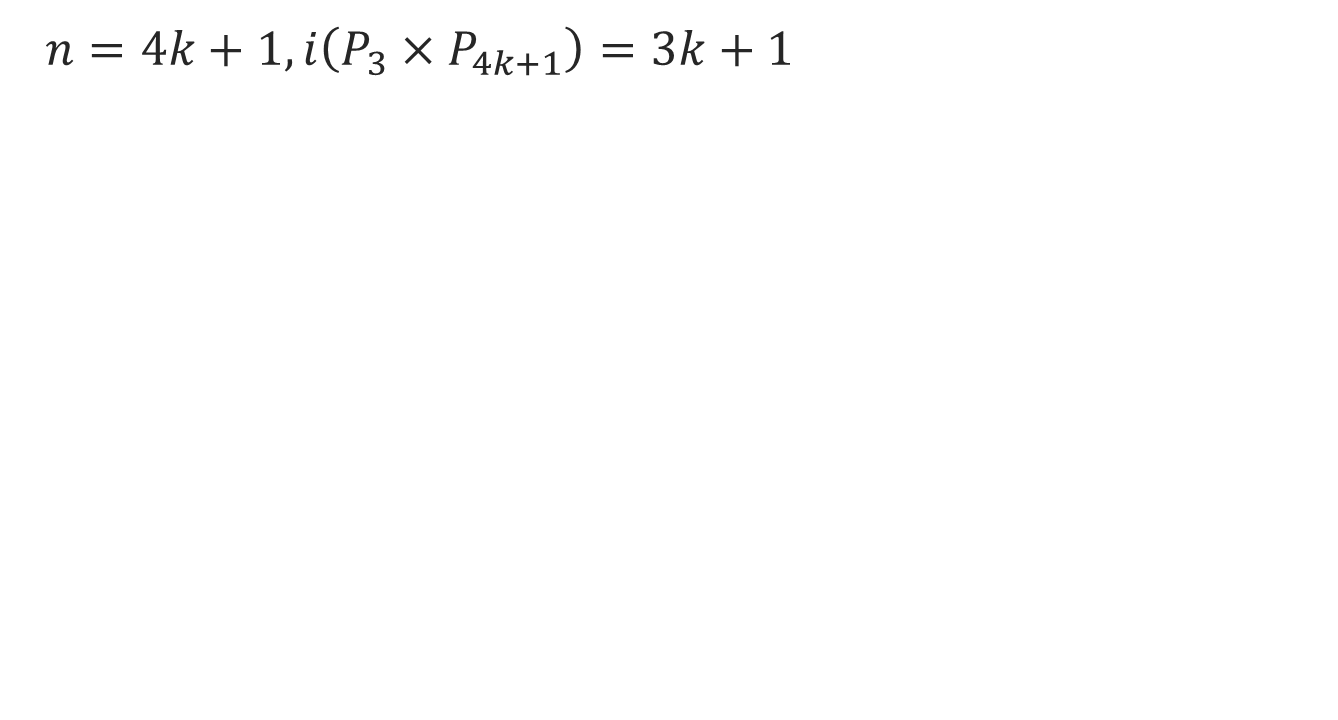 n = 4k + 1, i(P₃ × P₄ₖ₊₁) = 3k + 1